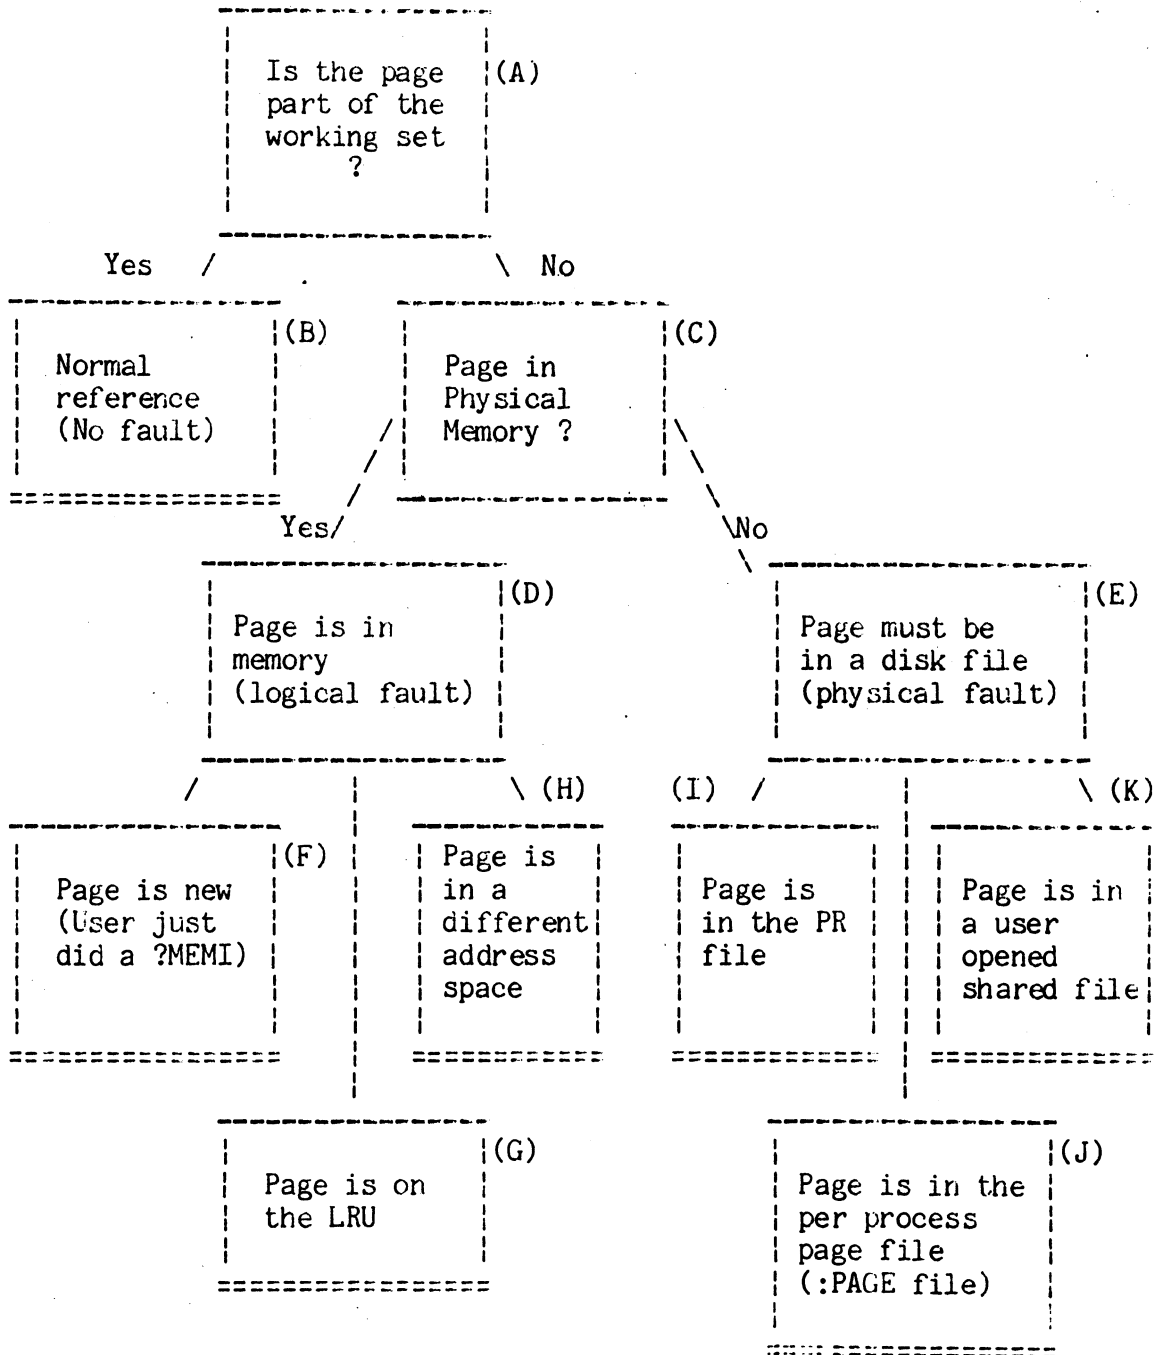 Is the page (A)
part of the
working set
?
Yes / \ No
(B)
Normal
reference
(No fault)
(C)
Page in
Physical
Memory ?
Yes
No
(D)
Page is in
memory
(logical fault)
(E)
Page must be
in a disk file
(physical fault)
(F)
Page is new
(User just
did a ?MEMI)
(H)
Page is
in a
different
address
space
(I)
Page is
in the PR
file
(K)
Page is in
a user
opened
shared file
(G)
Page is on
the LRU
(J)
Page is in the
per process
page file
(:PAGE file)